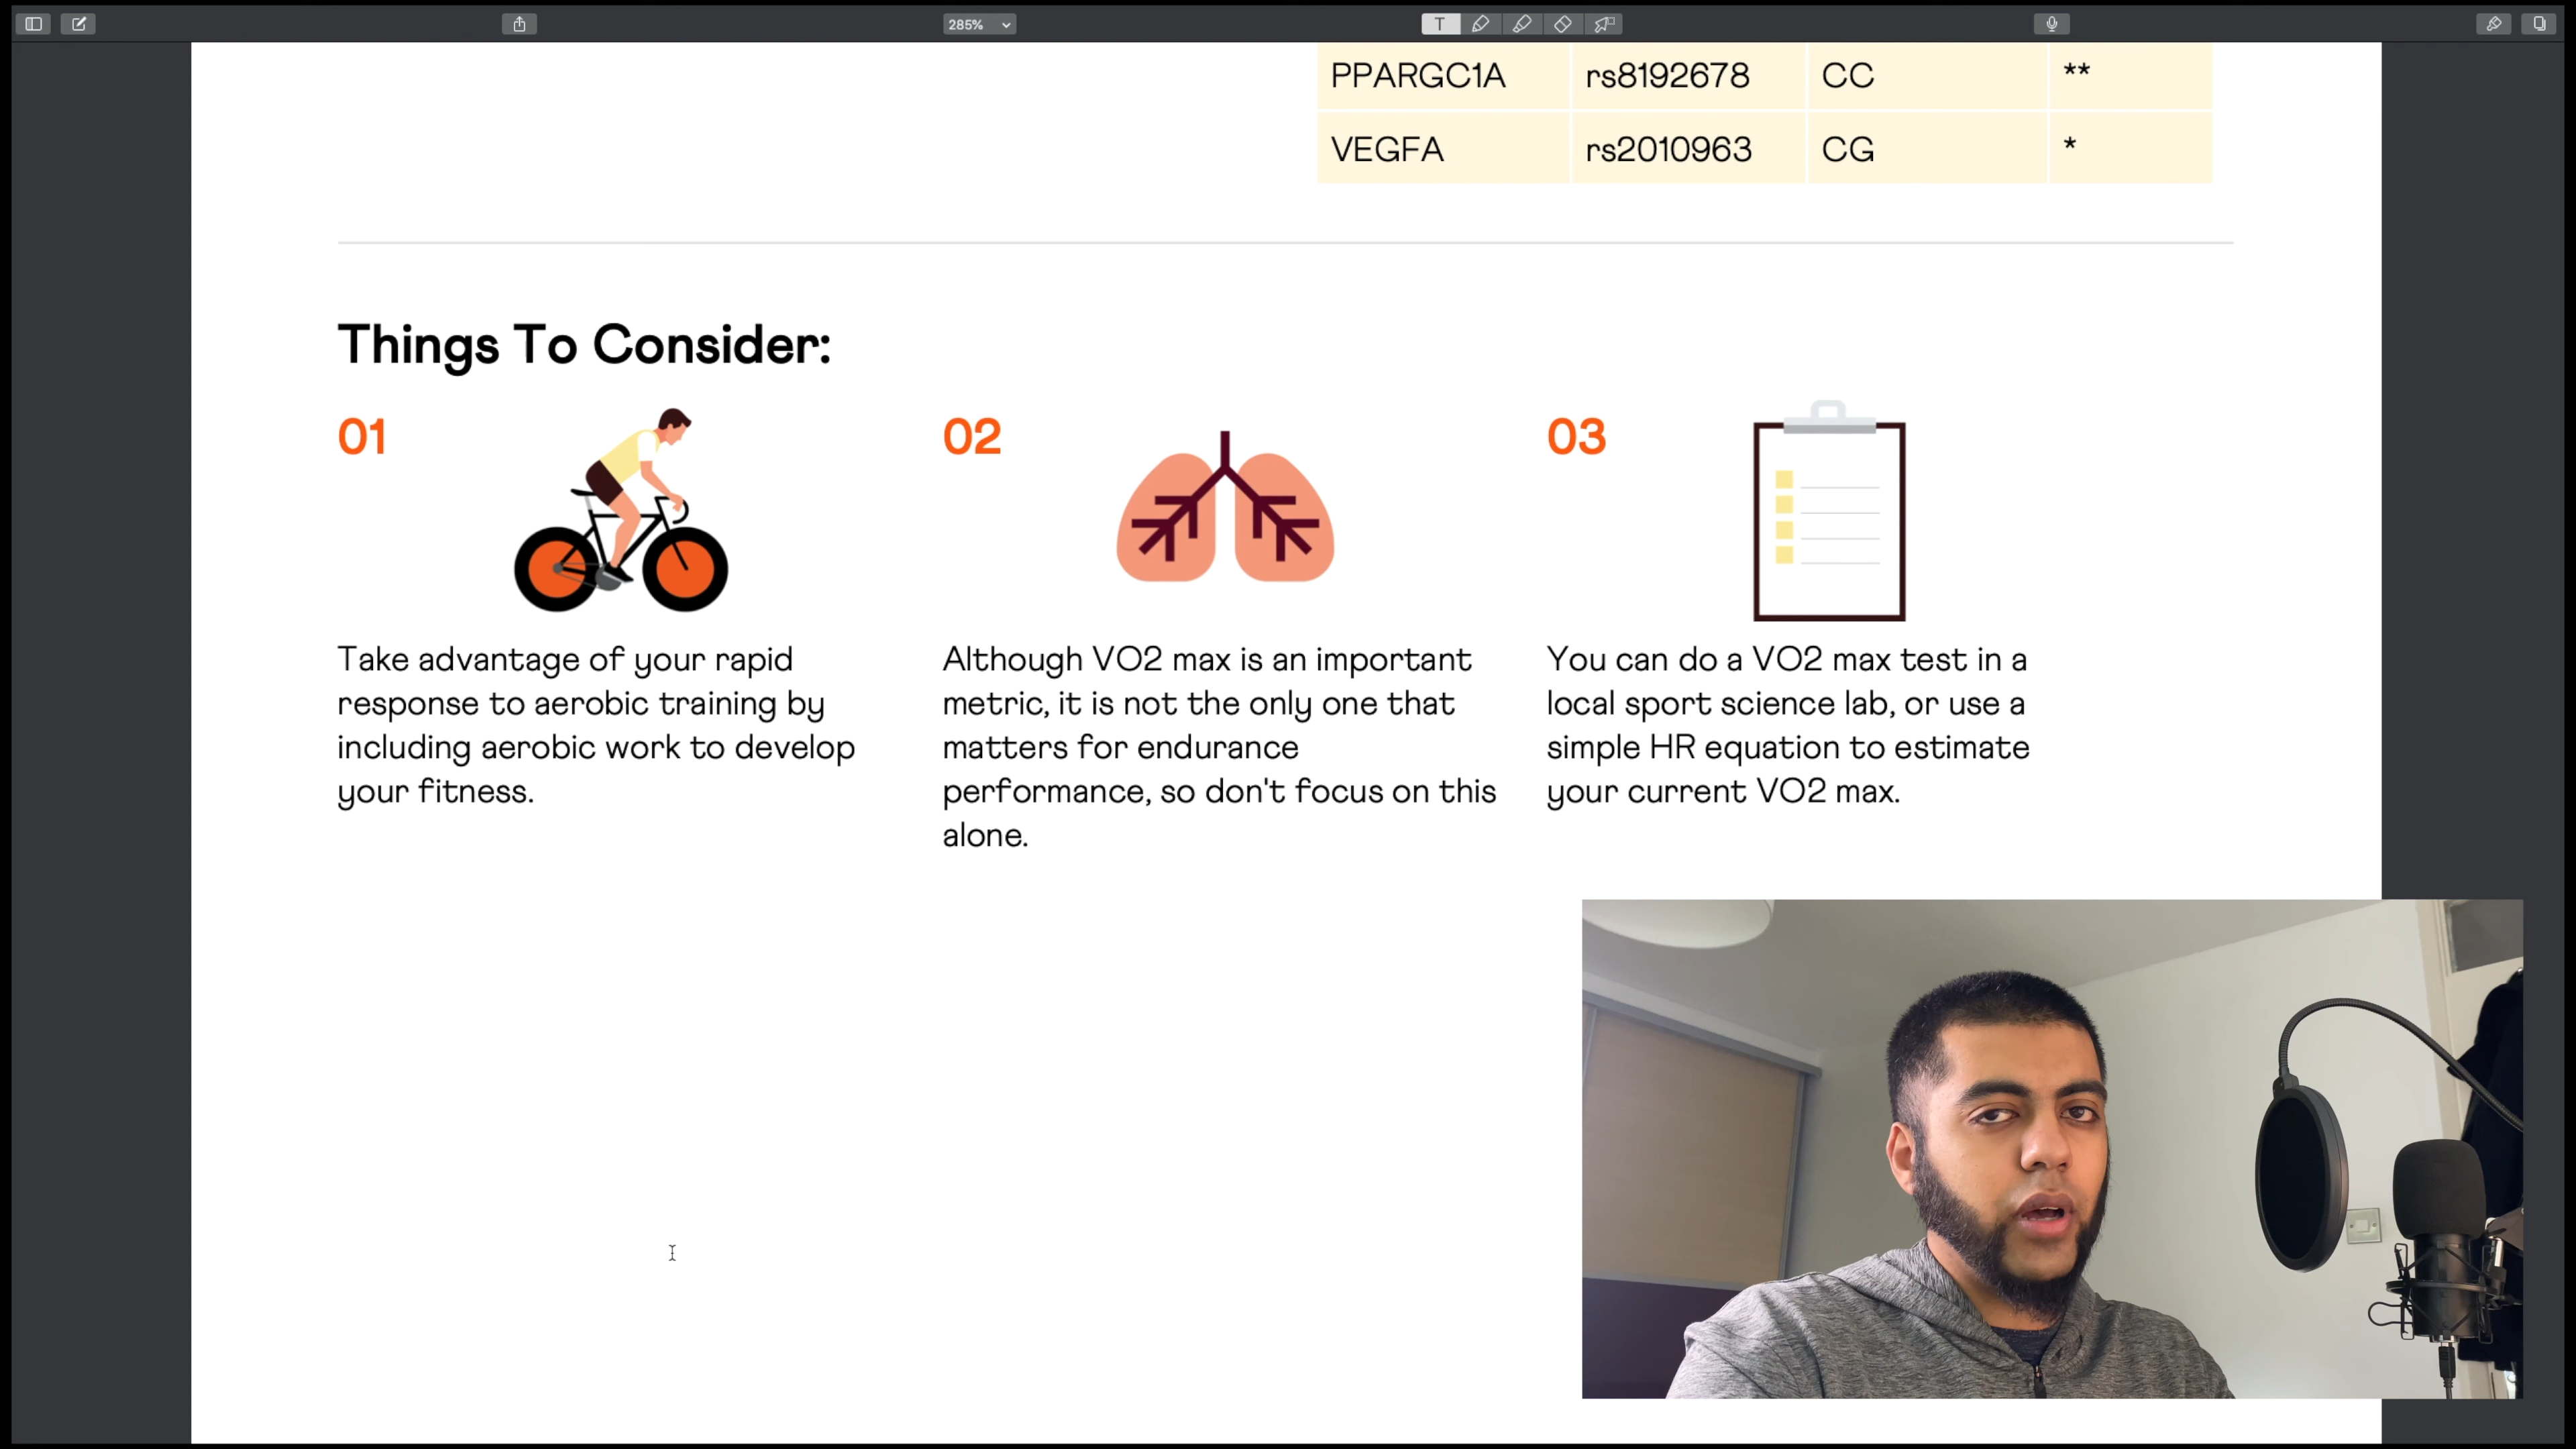 285%
T
PPARGC1A rs8192678 CC **
VEGFA rs2010963 CG *
Things To Consider:
01
Take advantage of your rapid
response to aerobic training by
including aerobic work to develop
your fitness.
02
Although VO2 max is an important
metric, it is not the only one that
matters for endurance
performance, so don't focus on this
alone.
03
You can do a VO2 max test in a
local sport science lab, or use a
simple HR equation to estimate
your current VO2 max.